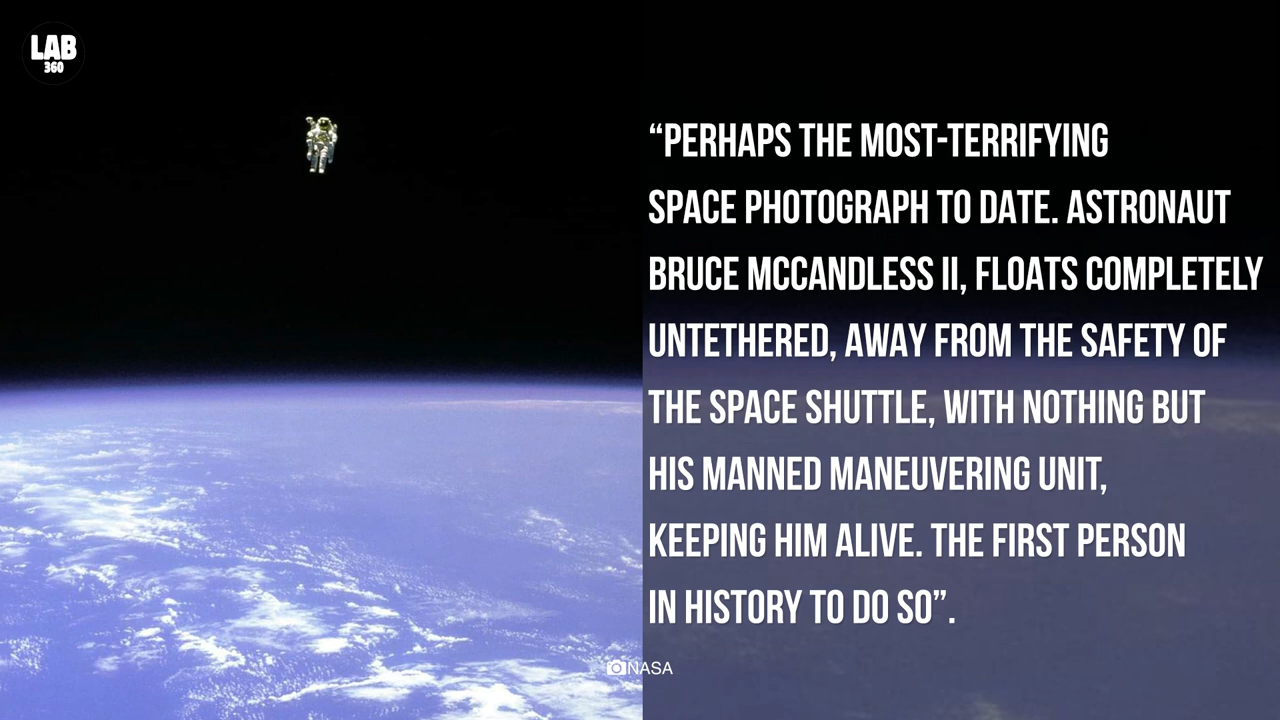 LAB
360
“PERHAPS THE MOST-TERRIFYING
SPACE PHOTOGRAPH TO DATE. ASTRONAUT
BRUCE MCCANDLESS II, FLOATS COMPLETELY
UNTETHERED, AWAY FROM THE SAFETY OF
THE SPACE SHUTTLE, WITH NOTHING BUT
HIS MANNED MANEUVERING UNIT,
KEEPING HIM ALIVE. THE FIRST PERSON
IN HISTORY TO DO SO”.
NASA